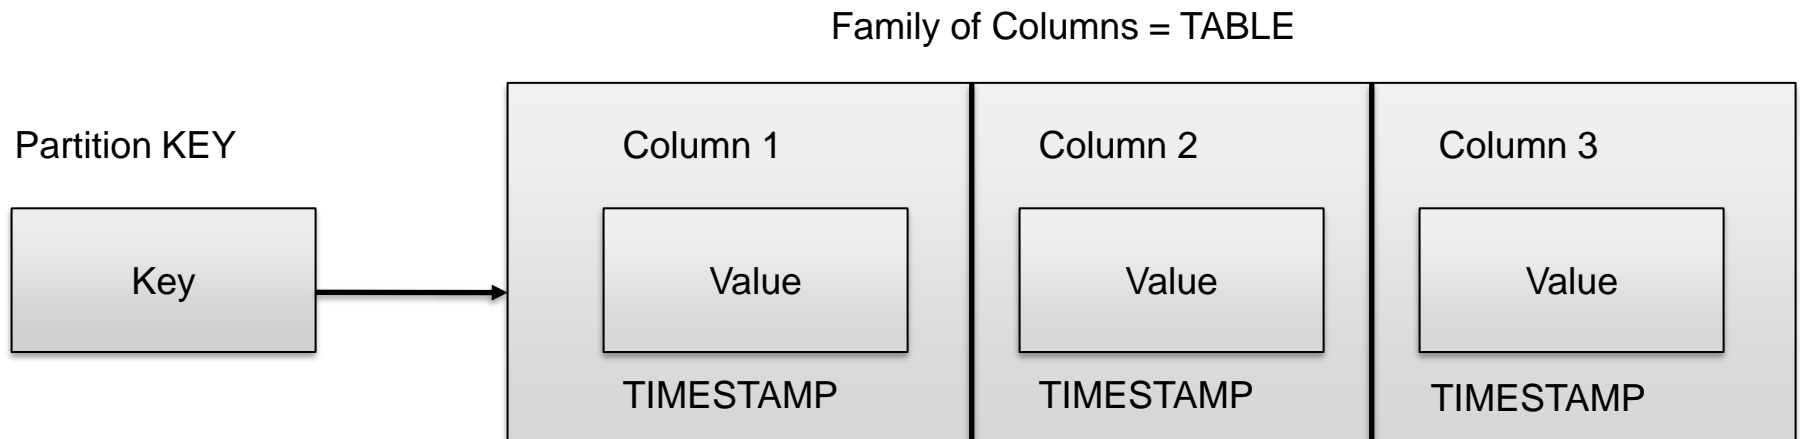 Family of Columns = TABLE
Partition KEY
Column 1
Column 2
Column 3
Key
Value
Value
Value
TIMESTAMP
TIMESTAMP
TIMESTAMP